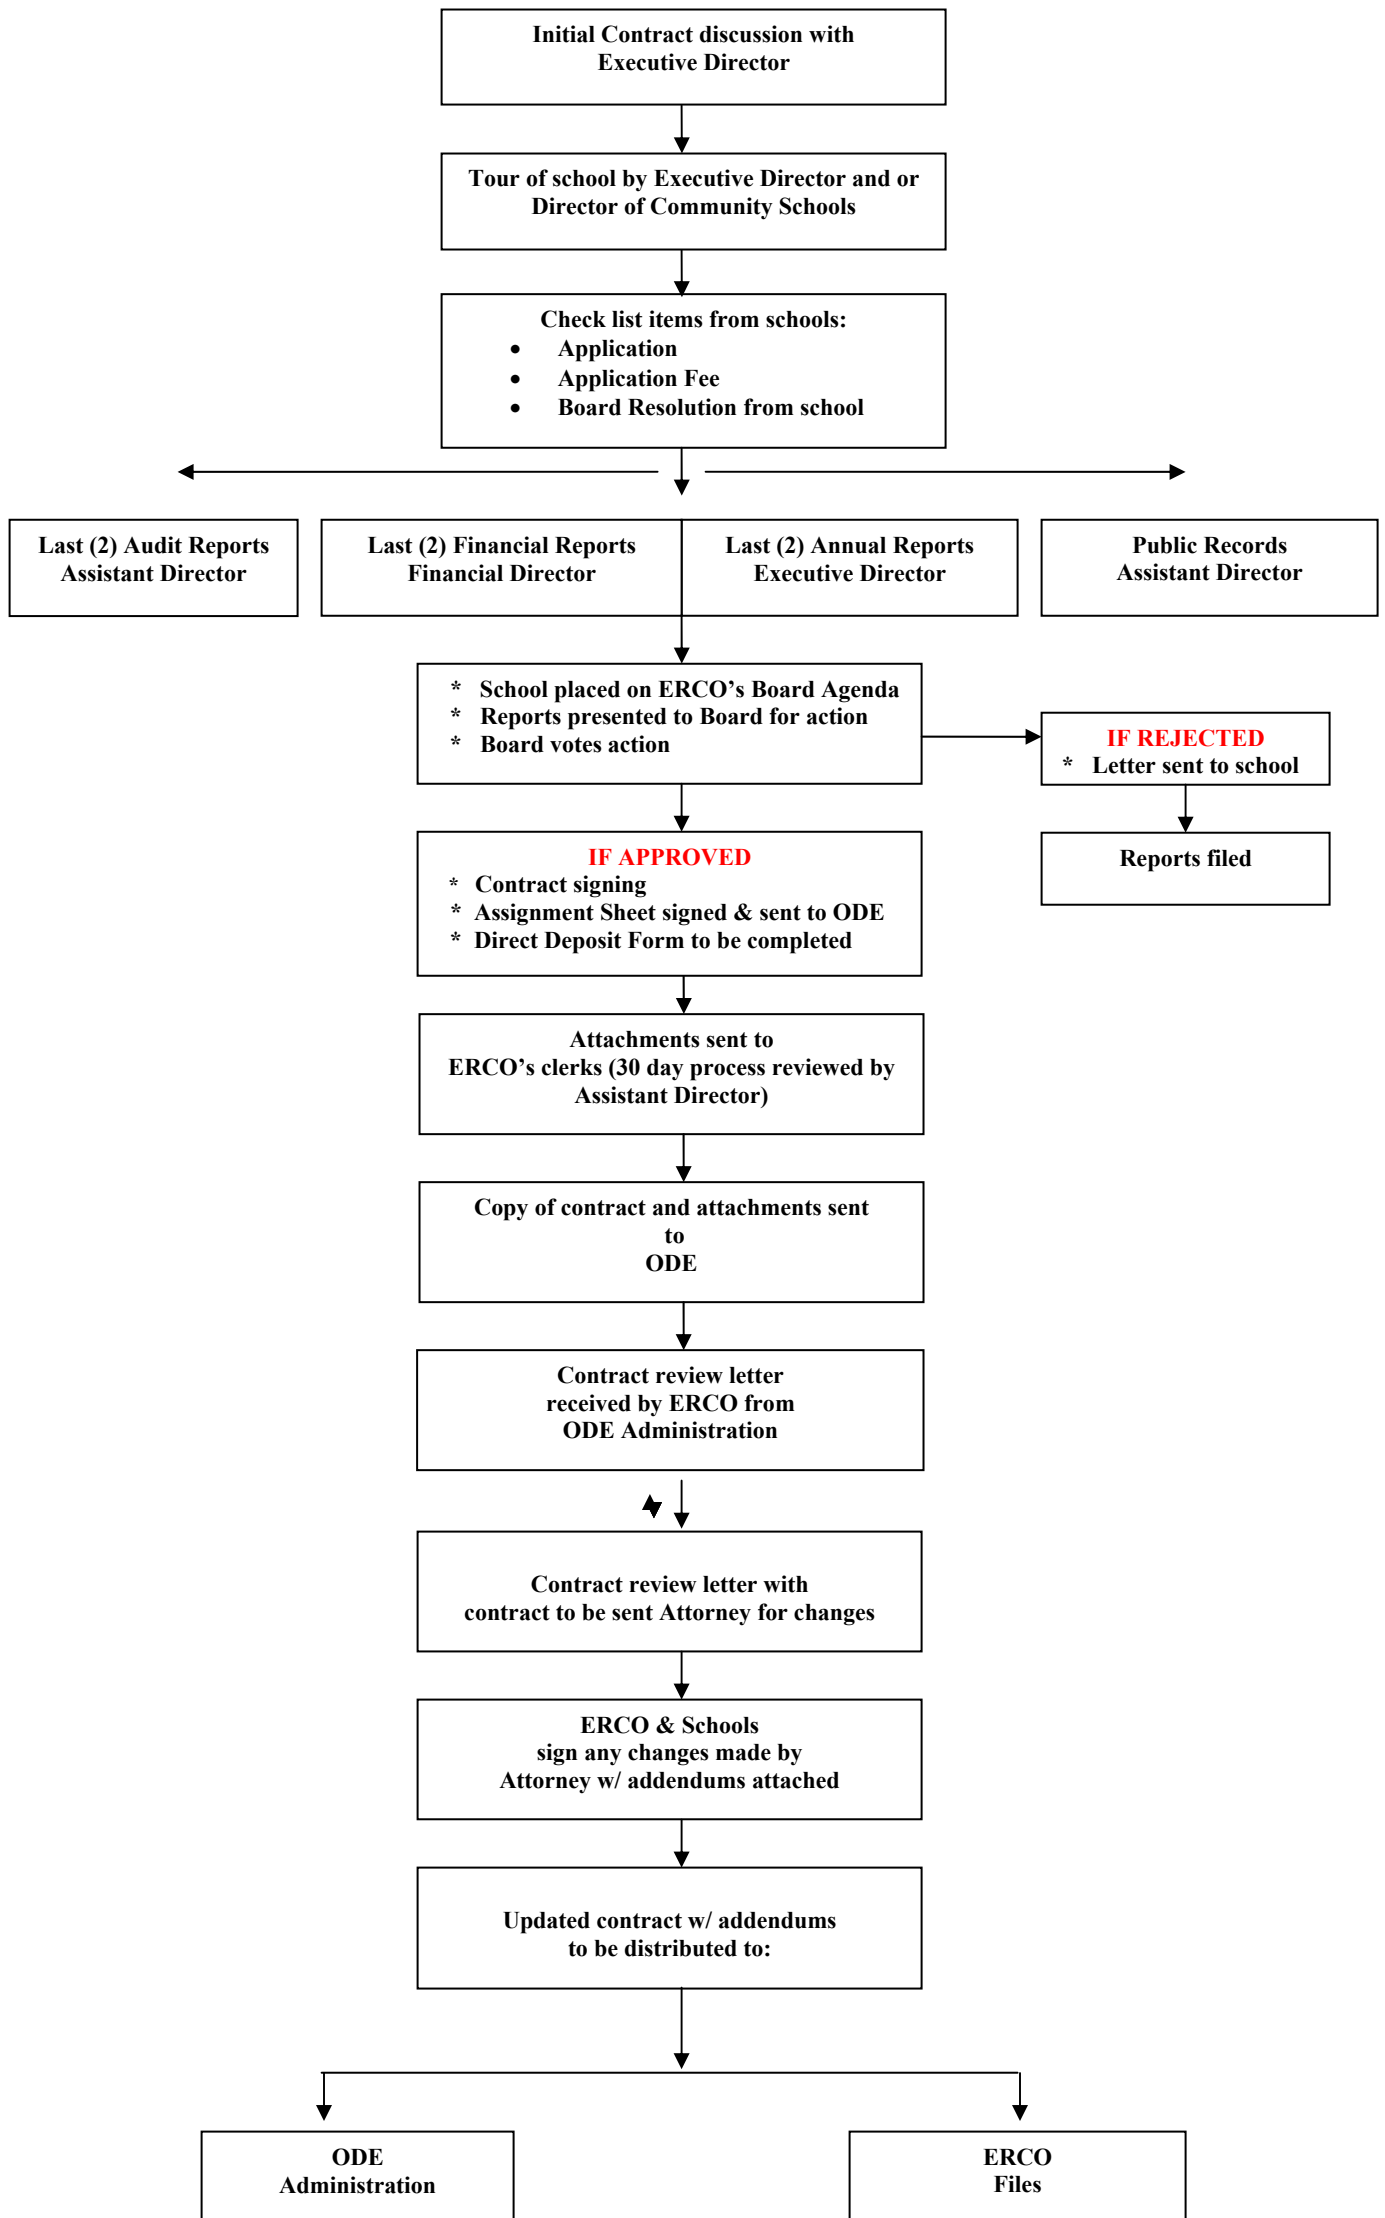 Initial Contract discussion with
Executive Director
Tour of school by Executive Director and or
Director of Community Schools
Check list items from schools:
• Application
• Application Fee
• Board Resolution from school
Last (2) Audit Reports
Assistant Director
Last (2) Financial Reports
Financial Director
Last (2) Annual Reports
Executive Director
Public Records
Assistant Director
* School placed on ERCO’s Board Agenda
* Reports presented to Board for action
* Board votes action
IF REJECTED
* Letter sent to school
Reports filed
IF APPROVED
* Contract signing
* Assignment Sheet signed & sent to ODE
* Direct Deposit Form to be completed
Attachments sent to
ERCO’s clerks (30 day process reviewed by
Assistant Director)
Copy of contract and attachments sent
to
ODE
Contract review letter
received by ERCO from
ODE Administration
Contract review letter with
contract to be sent Attorney for changes
ERCO & Schools
sign any changes made by
Attorney w/ addendums attached
Updated contract w/ addendums
to be distributed to:
ODE
Administration
ERCO
Files